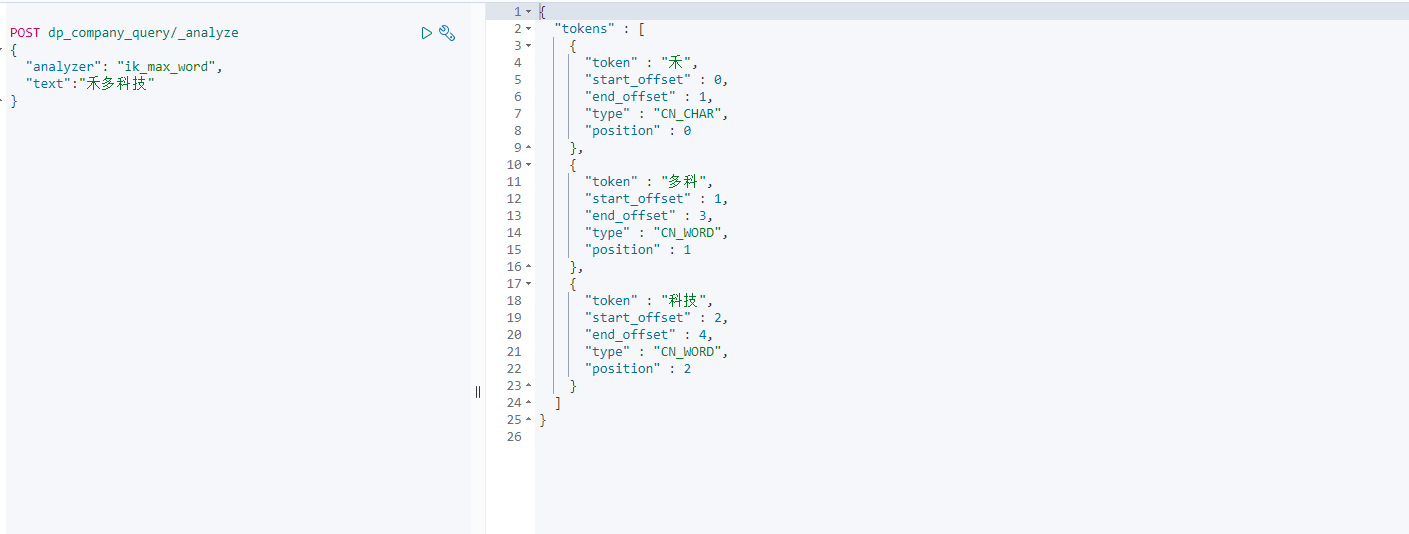 POST dp_company_query/_analyze
{
"analyzer": "ik_max_word",
"text":"禾多科技"
}
1 {
2 "tokens" : [
3 {
4 "token" : "禾",
5 "start_offset" : 0,
6 "end_offset" : 1,
7 "type" : "CN_CHAR",
8 "position" : 0
9 },
10 {
11 "token" : "多科",
12 "start_offset" : 1,
13 "end_offset" : 3,
14 "type" : "CN_WORD",
15 "position" : 1
16 },
17 {
18 "token" : "科技",
19 "start_offset" : 2,
20 "end_offset" : 4,
21 "type" : "CN_WORD",
22 "position" : 2
23 }
24 ]
25 }
26